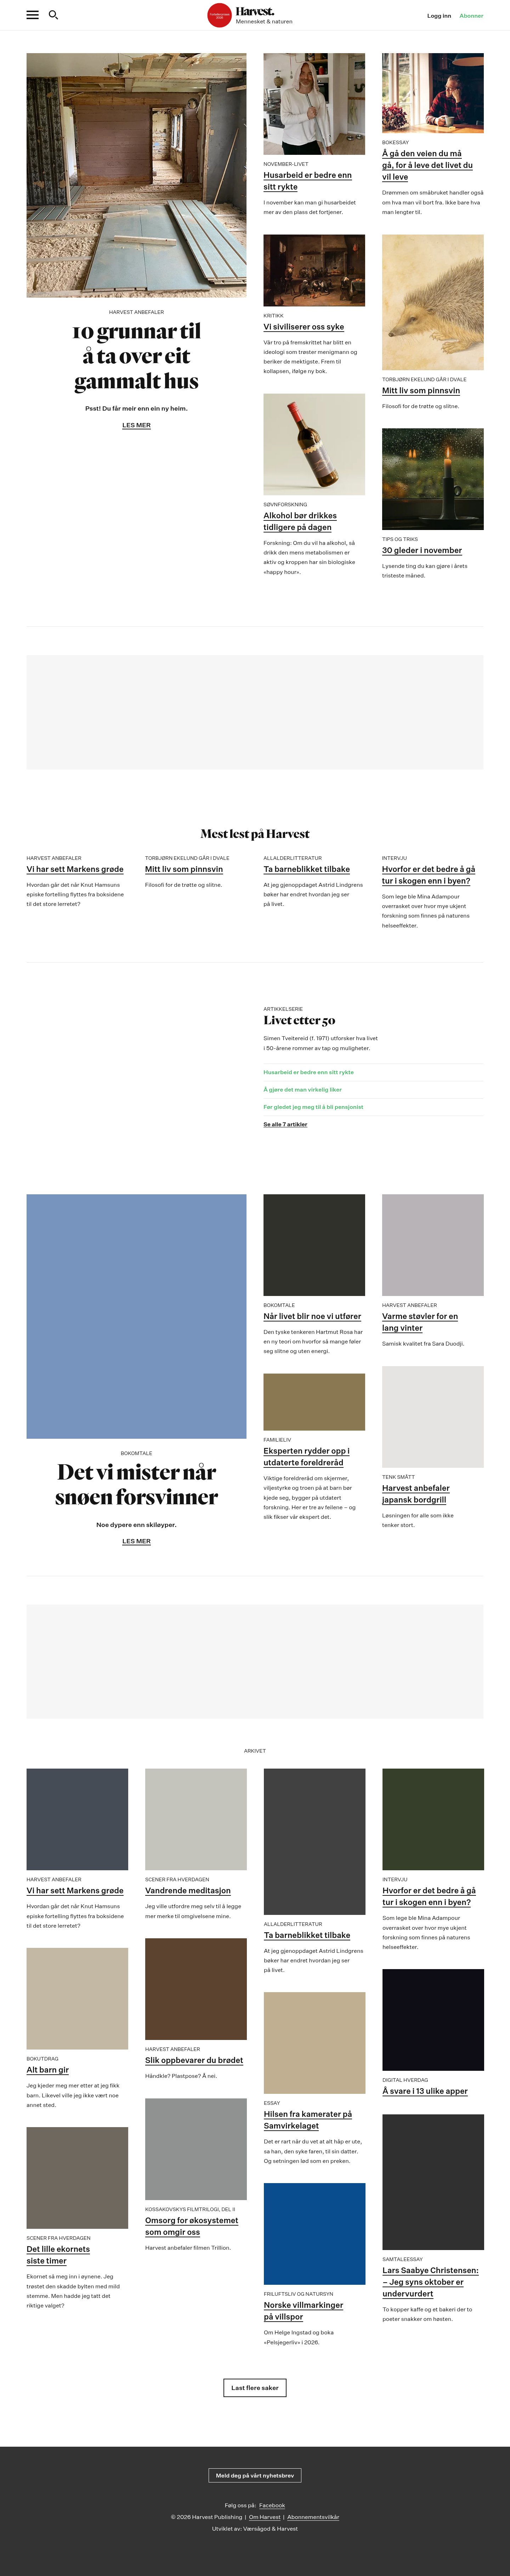 Harvest.
Mennesket & naturen
Logg inn
Abonner
HARVEST ANBEFALER
10 grunnar til
å ta over eit
gammalt hus
Psst! Du får meir enn ein ny heim.
LES MER
NOVEMBER-LIVET
Husarbeid er bedre enn
sitt rykte
I november kan man gi husarbeidet
mer av den plass det fortjener.
KRITIKK
Vi siviliserer oss syke
Vår tro på fremskrittet har blitt en
ideologi som trøster menigmann og
beriker de mektigste. Frem til
kollapsen, ifølge ny bok.
SØVNFORSKNING
Alkohol bør drikkes
tidligere på dagen
Forskning: Om du vil ha alkohol, så
drikk den mens metabolismen er
aktiv og kroppen har sin biologiske
«happy hour».
BOKESSAY
Å gå den veien du må
gå, for å leve det livet du
vil leve
Drømmen om småbruket handler også
om hva man vil bort fra. Ikke bare hva
man lengter til.
TORBJØRN EKELUND GÅR I DVALE
Mitt liv som pinnsvin
Filosofi for de trøtte og slitne.
TIPS OG TRIKS
30 gleder i november
Lysende ting du kan gjøre i årets
tristeste måned.
Mest lest på Harvest
HARVEST ANBEFALER
Vi har sett Markens grøde
Hvordan går det når Knut Hamsuns
episke fortelling flyttes fra boksidene
til det store lerretet?
TORBJØRN EKELUND GÅR I DVALE
Mitt liv som pinnsvin
Filosofi for de trøtte og slitne.
ALLALDERLITTERATUR
Ta barneblikket tilbake
At jeg gjenoppdaget Astrid Lindgrens
bøker har endret hvordan jeg ser
på livet.
INTERVJU
Hvorfor er det bedre å gå
tur i skogen enn i byen?
Som lege ble Mina Adampour
overrasket over hvor mye ukjent
forskning som finnes på naturens
helseeffekter.
ARTIKKELSERIE
Livet etter 50
Simen Tveitereid (f. 1971) utforsker hva livet
i 50-årene rommer av tap og muligheter.
Husarbeid er bedre enn sitt rykte
Å gjøre det man virkelig liker
Før gledet jeg meg til å bli pensjonist
Se alle 7 artikler
BOKOMTALE
Det vi mister når
snøen forsvinner
Noe dypere enn skiløyper.
LES MER
BOKOMTALE
Når livet blir noe vi utfører
Den tyske tenkeren Hartmut Rosa har
en ny teori om hvorfor så mange føler
seg slitne og uten energi.
FAMILIELIV
Eksperten rydder opp i
utdaterte foreldreråd
Viktige foreldreråd om skjermer,
viljestyrke og troen på at barn bør
kjede seg, bygger på utdatert
forskning. Her er tre av feilene – og
slik fikser vår ekspert det.
HARVEST ANBEFALER
Varme støvler for en
lang vinter
Samisk kvalitet fra Sara Duodji.
TENK SMÅTT
Harvest anbefaler
japansk bordgrill
Løsningen for alle som ikke
tenker stort.
ARKIVET
HARVEST ANBEFALER
Vi har sett Markens grøde
Hvordan går det når Knut Hamsuns
episke fortelling flyttes fra boksidene
til det store lerretet?
BOKUTDRAG
Alt barn gir
Jeg kjeder meg mer etter at jeg fikk
barn. Likevel ville jeg ikke vært noe
annet sted.
SCENER FRA HVERDAGEN
Det lille ekornets
siste timer
Ekornet så meg inn i øynene. Jeg
trøstet den skadde bylten med mild
stemme. Men hadde jeg tatt det
riktige valget?
SCENER FRA HVERDAGEN
Vandrende meditasjon
Jeg ville utfordre meg selv til å legge
mer merke til omgivelsene mine.
HARVEST ANBEFALER
Slik oppbevarer du brødet
Håndkle? Plastpose? Å nei.
KOSSAKOVSKYS FILMTRILOGI, DEL II
Omsorg for økosystemet
som omgir oss
Harvest anbefaler filmen Trillion.
ALLALDERLITTERATUR
Ta barneblikket tilbake
At jeg gjenoppdaget Astrid Lindgrens
bøker har endret hvordan jeg ser
på livet.
ESSAY
Hilsen fra kamerater på
Samvirkelaget
Det er rart når du vet at alt håp er ute,
sa han, den syke faren, til sin datter.
Og setningen lød som en preken.
FRILUFTSLIV OG NATURSYN
Norske villmarkinger
på villspor
Om Helge Ingstad og boka
«Pelsjegerliv» i 2026.
INTERVJU
Hvorfor er det bedre å gå
tur i skogen enn i byen?
Som lege ble Mina Adampour
overrasket over hvor mye ukjent
forskning som finnes på naturens
helseeffekter.
DIGITAL HVERDAG
Å svare i 13 ulike apper
SAMTALEESSAY
Lars Saabye Christensen:
– Jeg syns oktober er
undervurdert
To kopper kaffe og et bakeri der to
poeter snakker om høsten.
Last flere saker
Meld deg på vårt nyhetsbrev
Følg oss på: Facebook
© 2026 Harvest Publishing | Om Harvest | Abonnementsvilkår
Utviklet av: Værsågod & Harvest